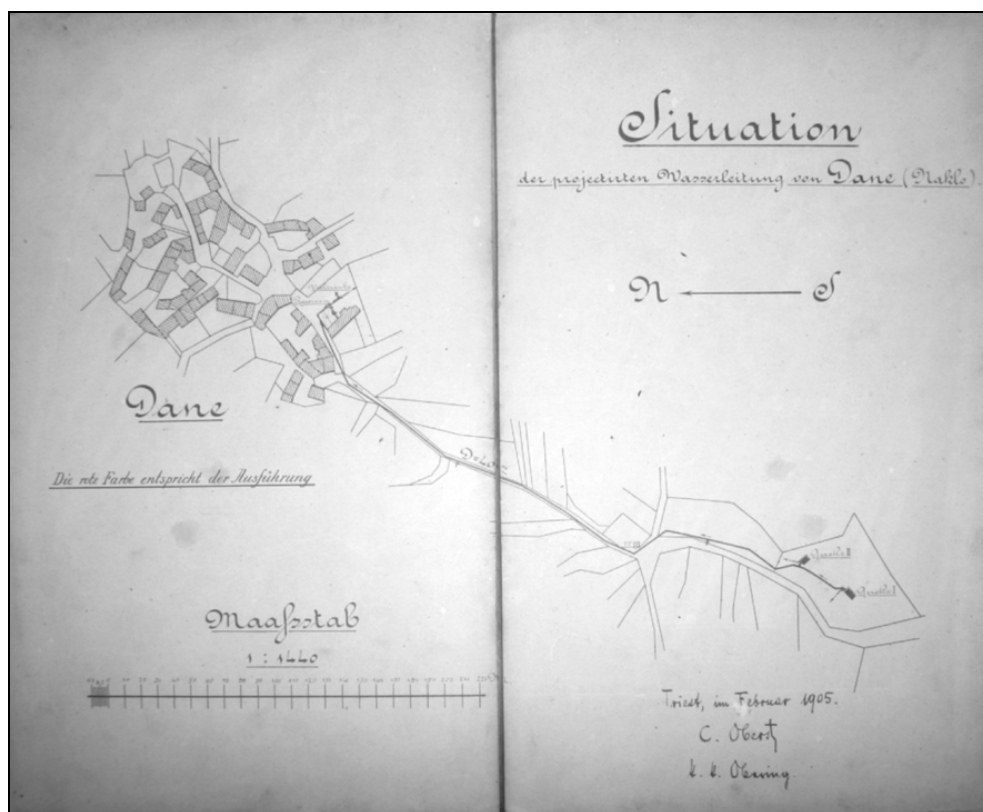 Situation
der projectirten Wasserleitung von Dane (Naklo).
N S
Dane
Die rote Farbe entspricht der Ausführung
Quelle II
Quelle I
Maaßstab
1 : 1440
Triest, im Februar 1905.
C. Oberst
k. k. Obering.